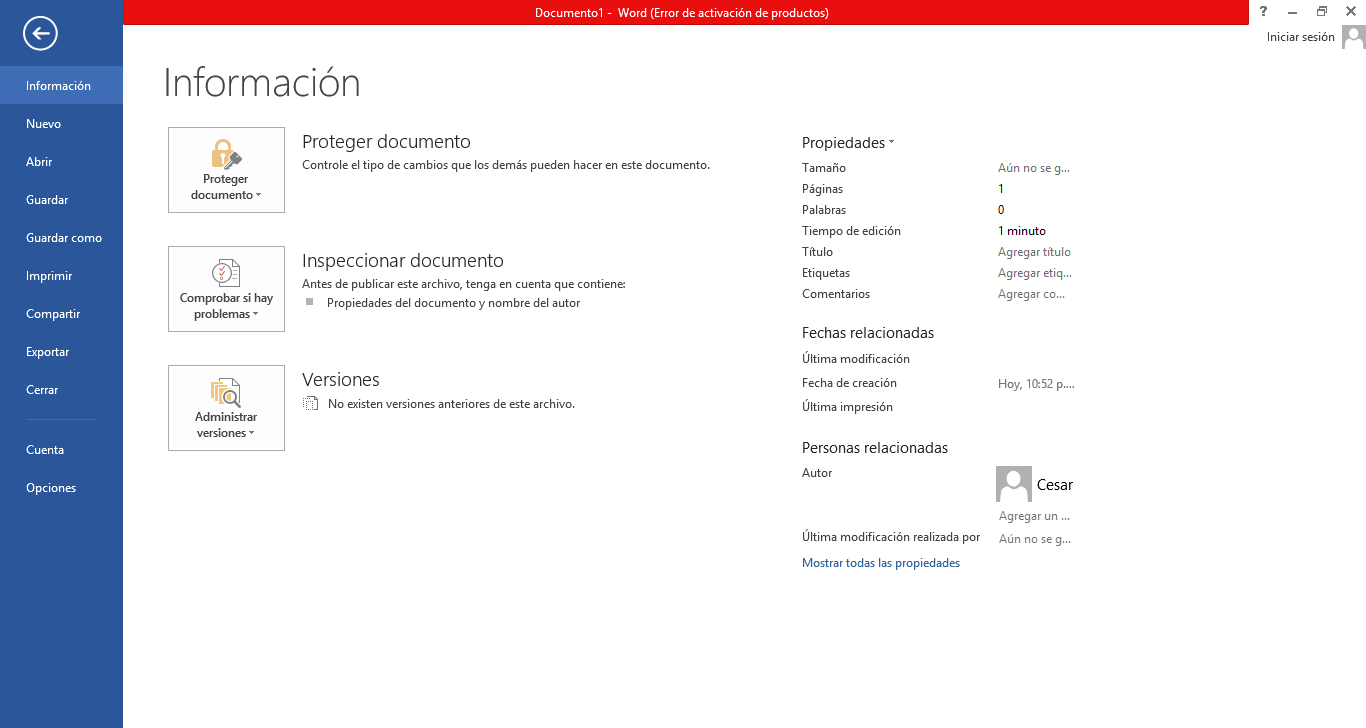 Documento1 - Word (Error de activación de productos)
?
Iniciar sesión
Información
Nuevo
Abrir
Guardar
Guardar como
Imprimir
Compartir
Exportar
Cerrar
Cuenta
Opciones
Información
Proteger
documento
Proteger documento
Controle el tipo de cambios que los demás pueden hacer en este documento.
Comprobar si hay
problemas
Inspeccionar documento
Antes de publicar este archivo, tenga en cuenta que contiene:
Propiedades del documento y nombre del autor
Administrar
versiones
Versiones
No existen versiones anteriores de este archivo.
Propiedades
Tamaño Aún no se g...
Páginas 1
Palabras 0
Tiempo de edición 1 minuto
Título Agregar título
Etiquetas Agregar etiq...
Comentarios Agregar co...
Fechas relacionadas
Última modificación
Fecha de creación Hoy, 10:52 p....
Última impresión
Personas relacionadas
Autor Cesar
Agregar un ...
Última modificación realizada por Aún no se g...
Mostrar todas las propiedades